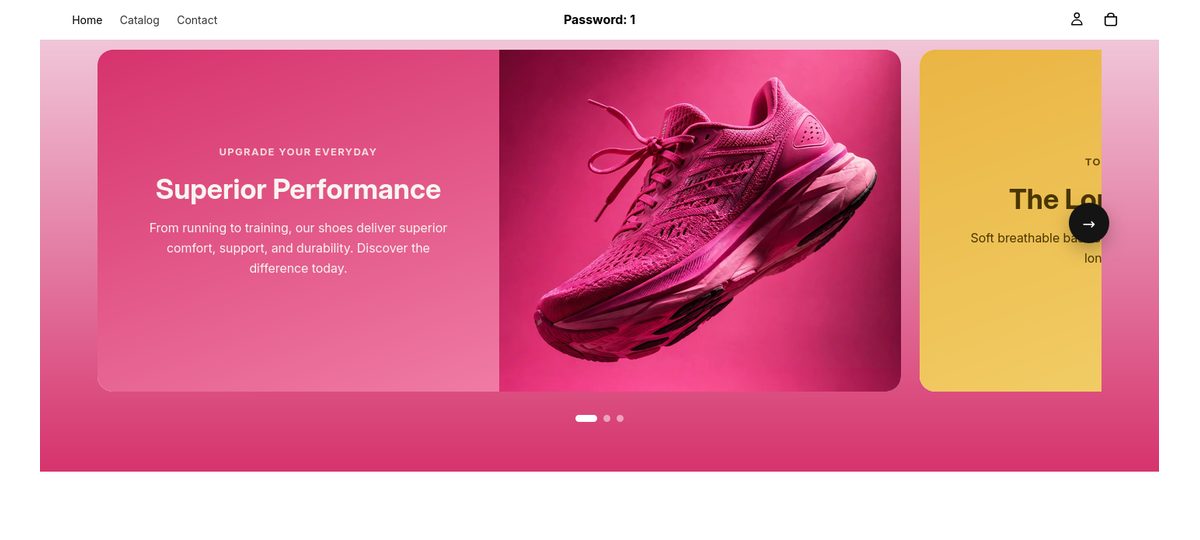 Home Catalog Contact Password: 1
UPGRADE YOUR EVERYDAY
Superior Performance
From running to training, our shoes deliver superior
comfort, support, and durability. Discover the
difference today.
TO
The
Soft breathable
lon
→